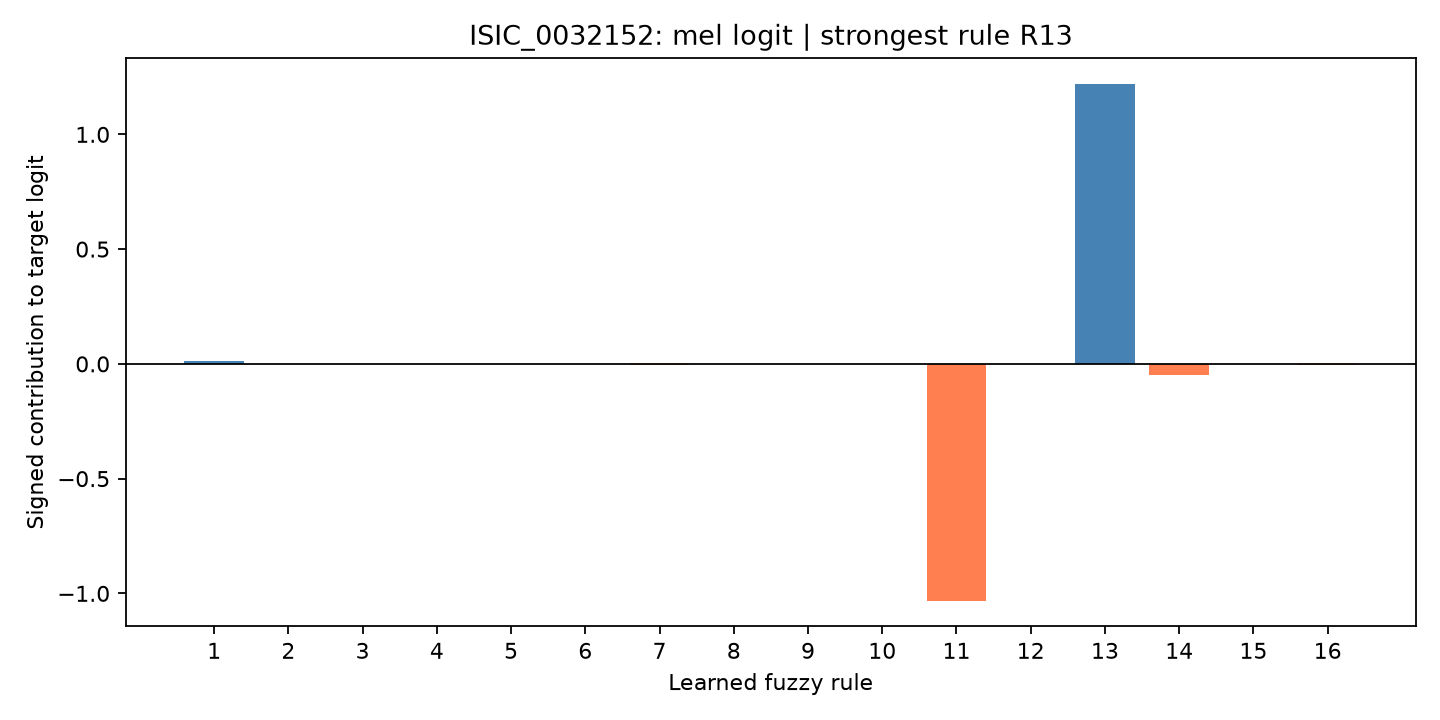 ISIC_0032152: mel logit | strongest rule R13
Signed contribution to target logit
1.0
0.5
0.0
−0.5
−1.0
1 2 3 4 5 6 7 8 9 10 11 12 13 14 15 16
Learned fuzzy rule